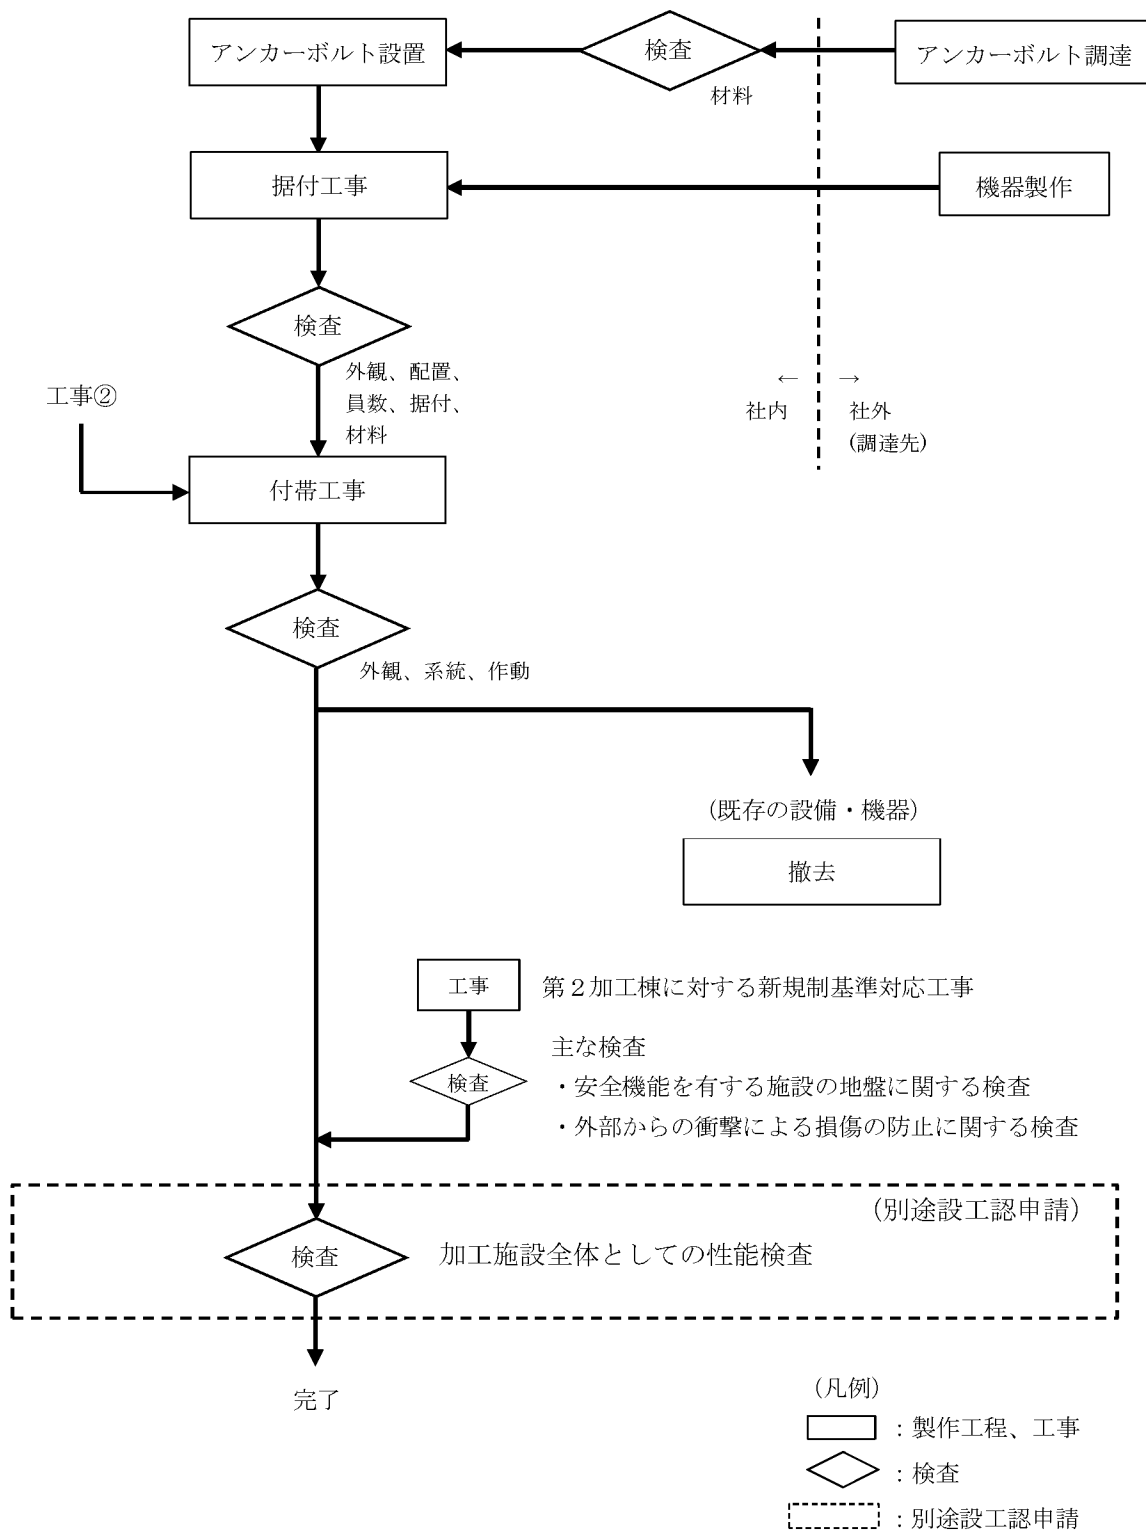 アンカーボルト設置
検査
アンカーボルト調達
材料
据付工事
機器製作
検査
外観、配置、
員数、据付、
材料
← →
社内 社外
(調達先)
工事②
付帯工事
検査
外観、系統、作動
(既存の設備・機器)
撤去
工事
第2加工棟に対する新規制基準対応工事
検査
主な検査
・安全機能を有する施設の地盤に関する検査
・外部からの衝撃による損傷の防止に関する検査
(別途設工認申請)
検査
加工施設全体としての性能検査
完了
(凡例)
:製作工程、工事
:検査
:別途設工認申請